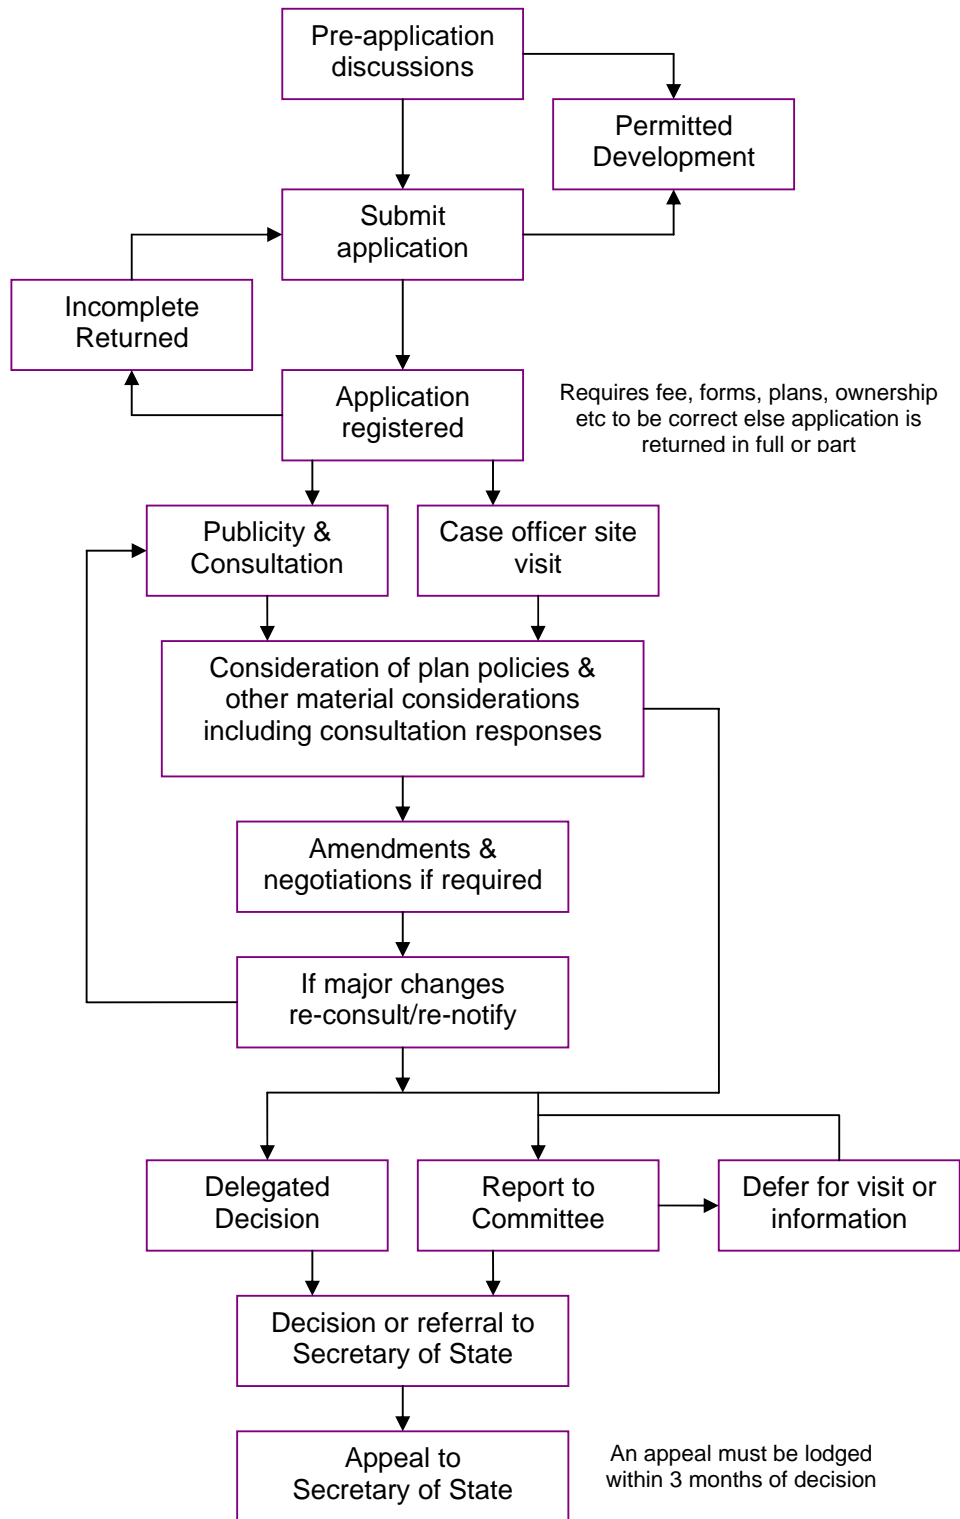 Pre-application
discussions
Permitted
Development
Submit
application
Incomplete
Returned
Application
registered
Requires fee, forms, plans, ownership
etc to be correct else application is
returned in full or part
Publicity &
Consultation
Case officer site
visit
Consideration of plan policies &
other material considerations
including consultation responses
Amendments &
negotiations if required
If major changes
re-consult/re-notify
Delegated
Decision
Report to
Committee
Defer for visit or
information
Decision or referral to
Secretary of State
Appeal to
Secretary of State
An appeal must be lodged
within 3 months of decision